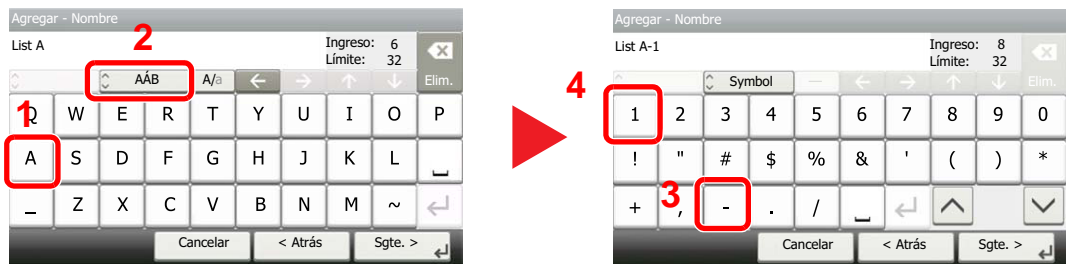 Agregar - Nombre
2
List A
Ingreso: 6
Límite: 32
AÁB A/a ← → ↑ ↓ Elim.
1
Q W E R T Y U I O P
A S D F G H J K L ⎵
_ Z X C V B N M ~ ↵
Cancelar < Atrás Sgte. > ↵
Agregar - Nombre
List A-1
Ingreso: 8
Límite: 32
4
Symbol — ← → ↑ ↓ Elim.
1 2 3 4 5 6 7 8 9 0
! " # $ % & ' ( ) *
3
+ , - . / ⎵ ↵
Cancelar < Atrás Sgte. > ↵